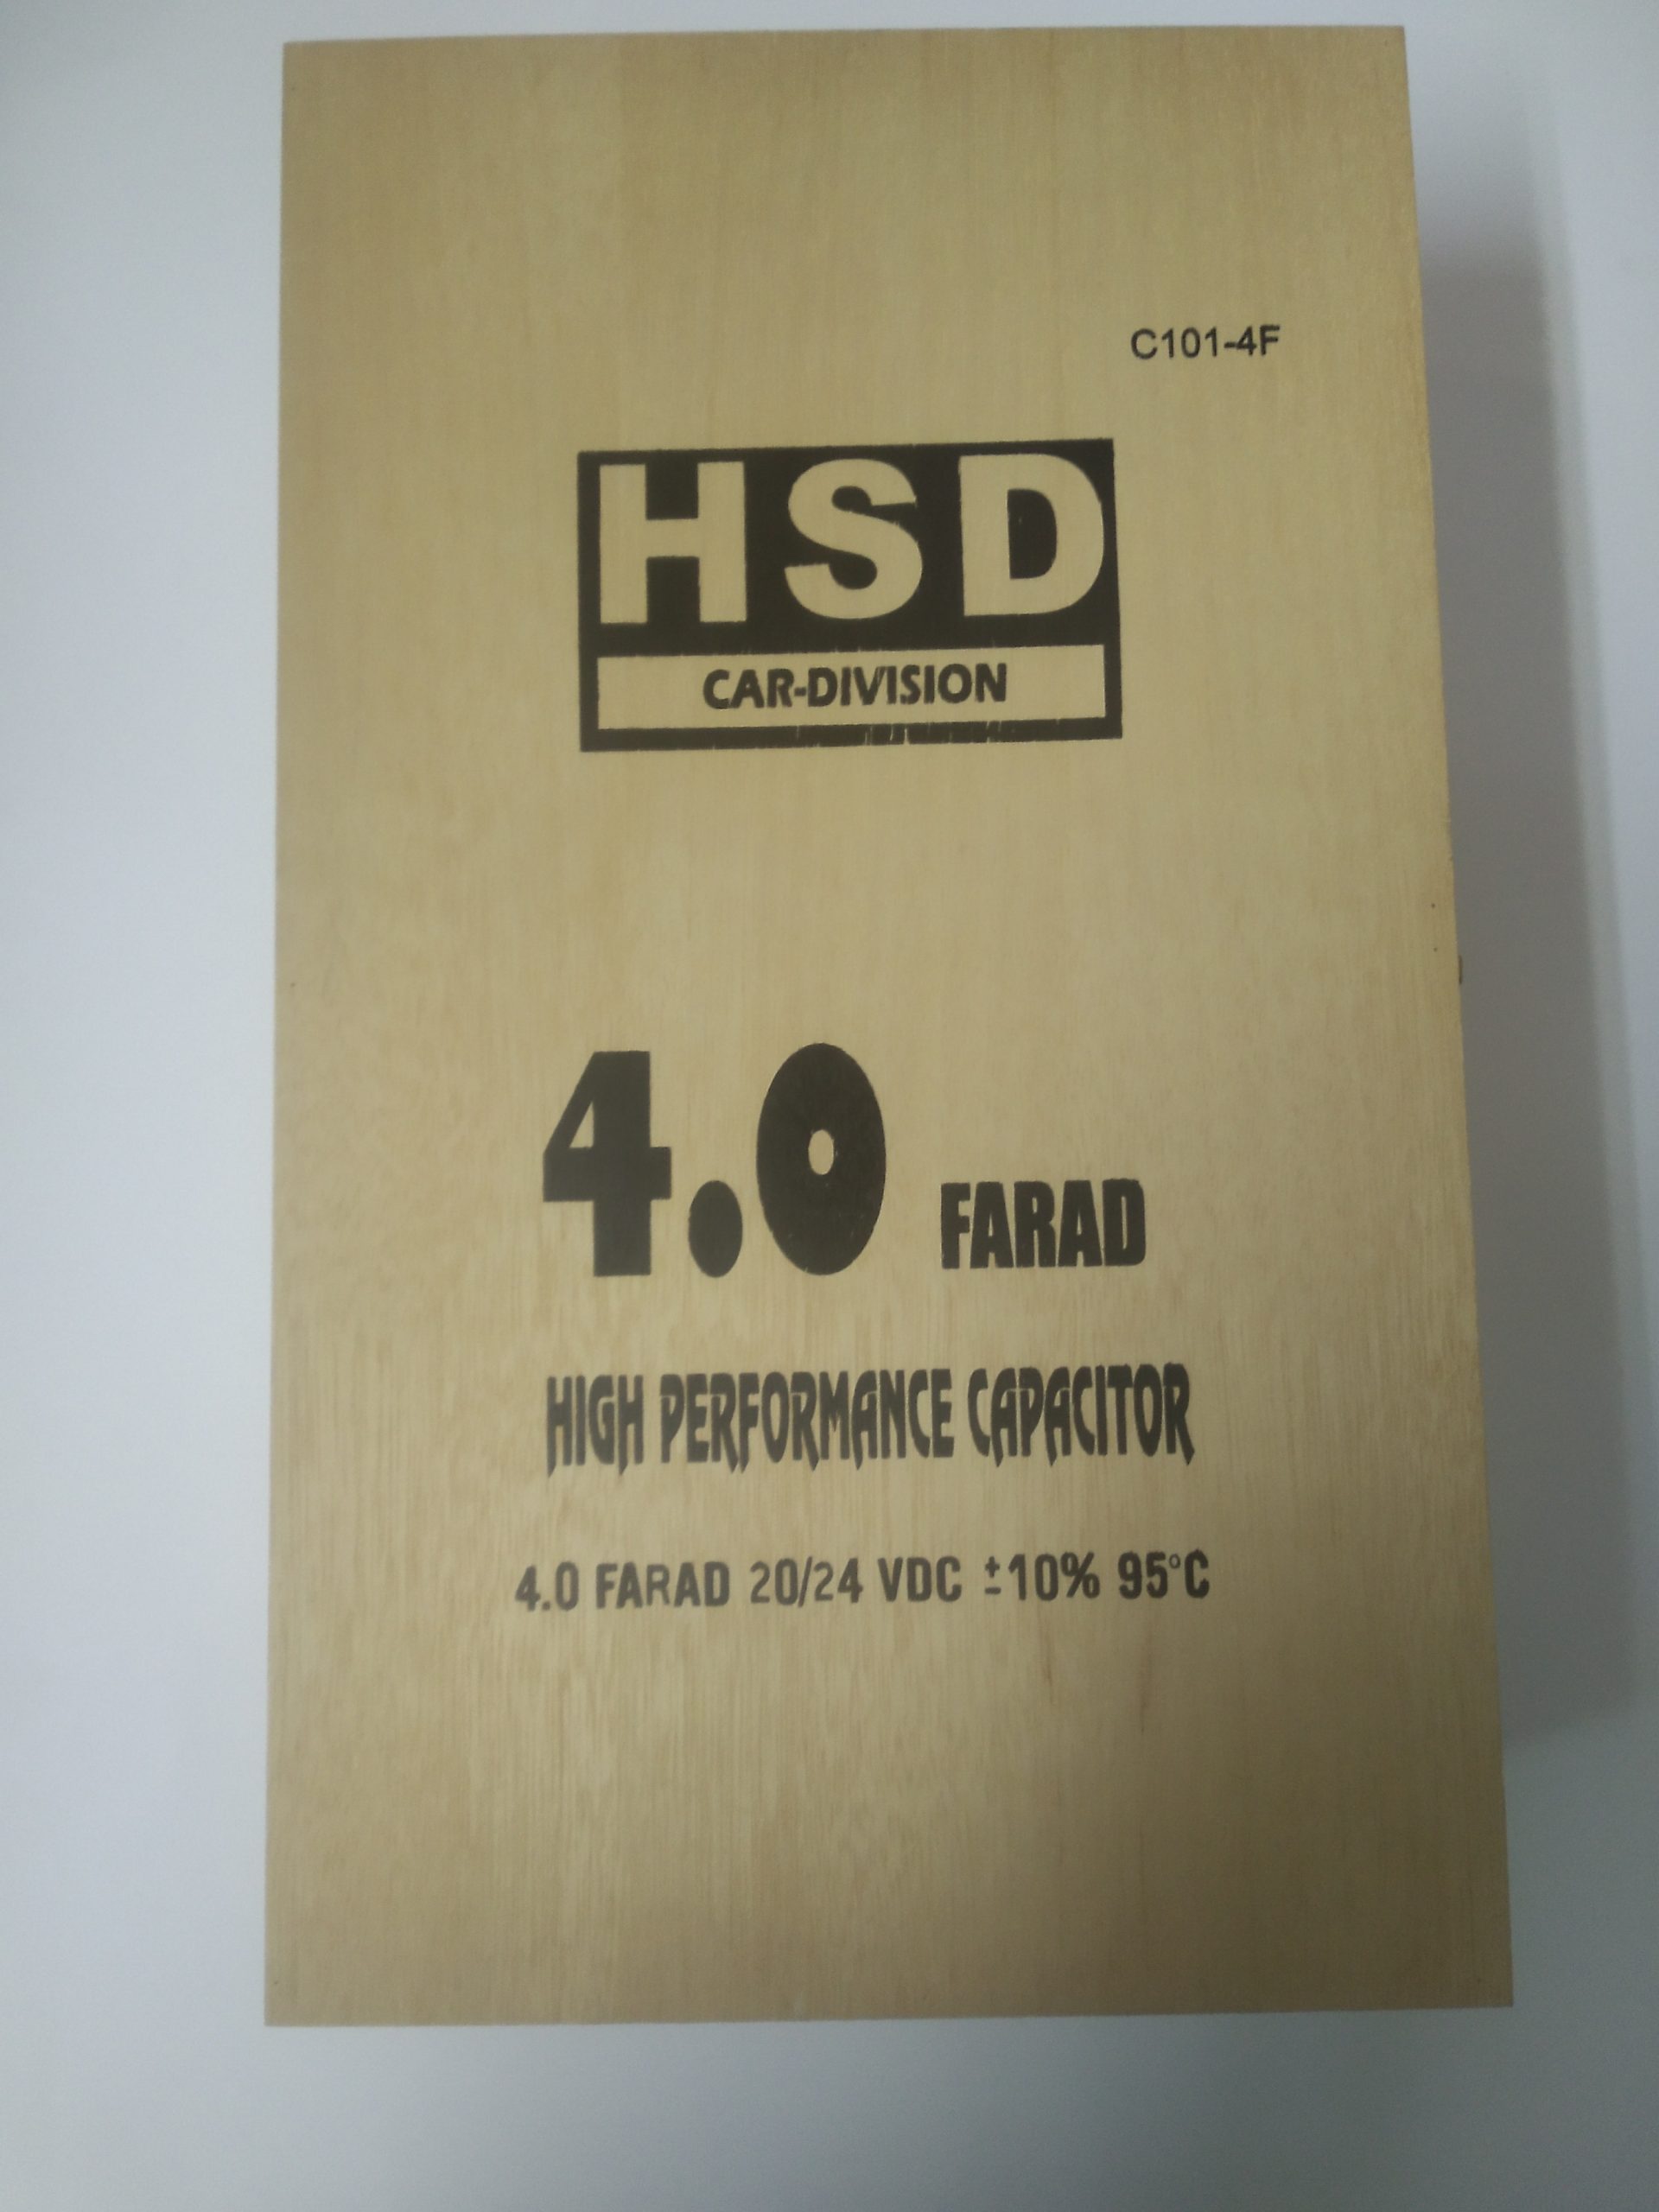 C101-4F
HSD
CAR-DIVISION
4.0 FARAD
HIGH PERFORMANCE CAPACITOR
4.0 FARAD 20/24 VDC ±10% 95°C